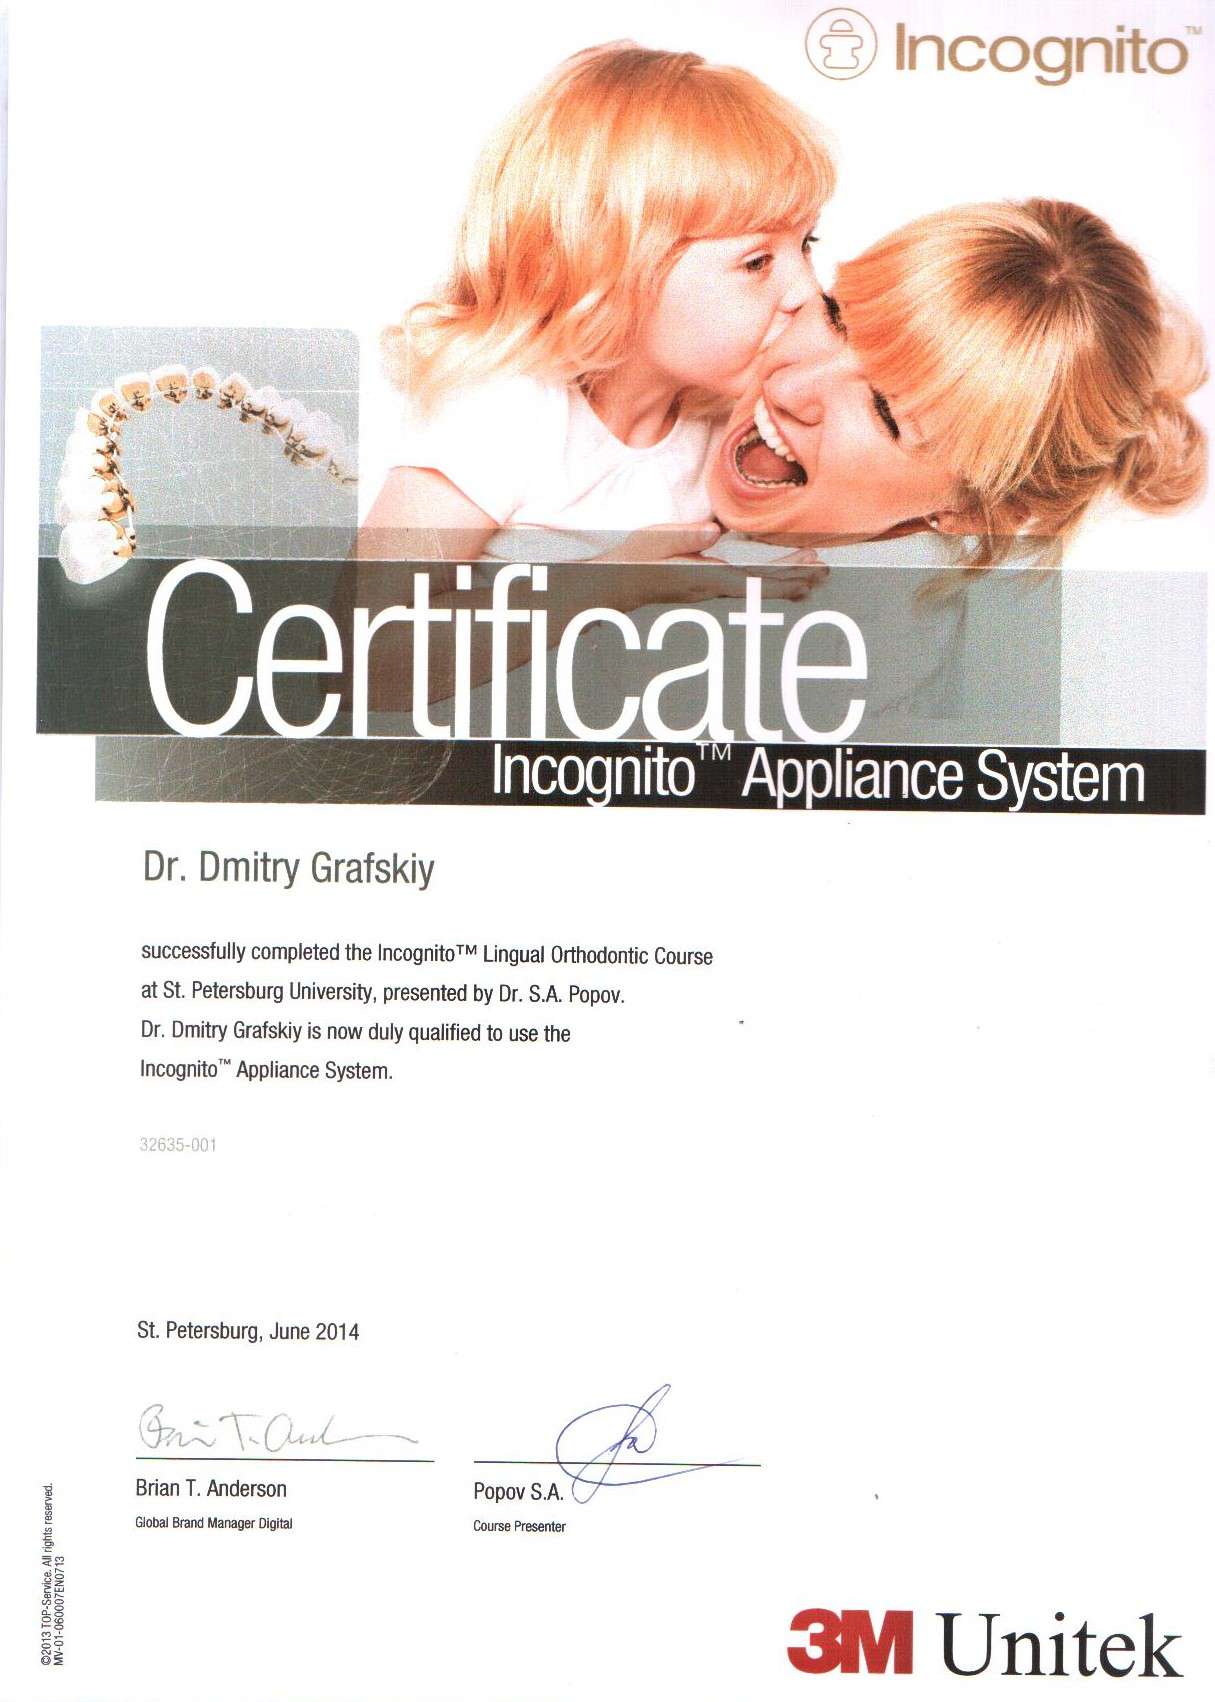 Incognito™
Certificate
Incognito™ Appliance System
Dr. Dmitry Grafskiy
successfully completed the Incognito™ Lingual Orthodontic Course
at St. Petersburg University, presented by Dr. S.A. Popov.
Dr. Dmitry Grafskiy is now duly qualified to use the
Incognito™ Appliance System.
32635-001
St. Petersburg, June 2014
Brian T. Anderson
Brian T. Anderson
Global Brand Manager Digital
Popov S.A.
Course Presenter
©2013 TOP-Service. All rights reserved.
MV-01-060007EN0713
3M Unitek